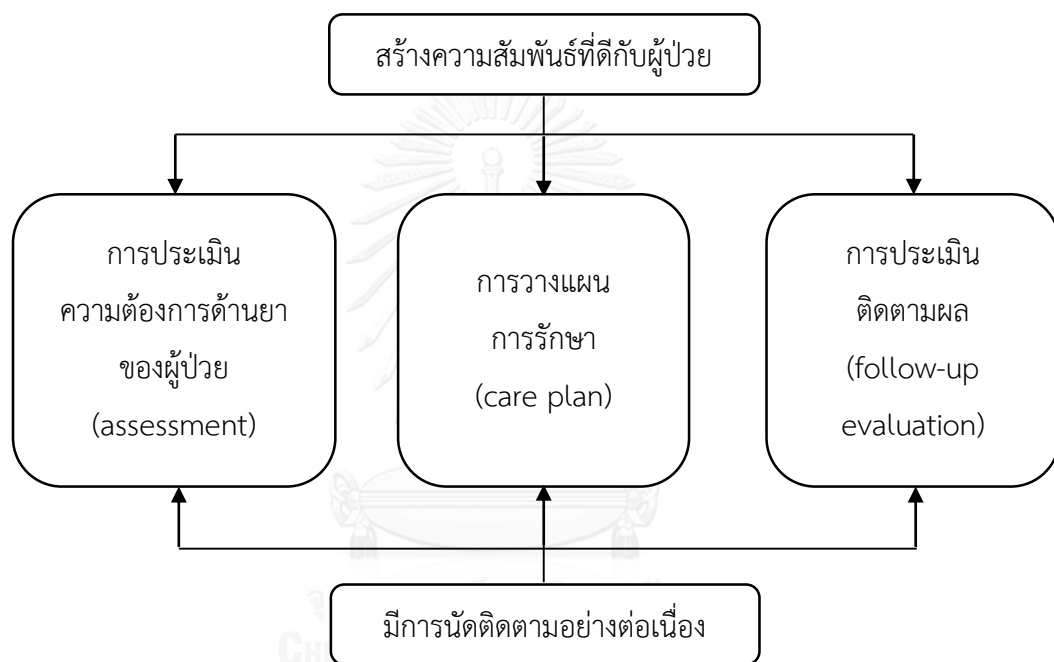 สร้างความสัมพันธ์ที่ดีกับผู้ป่วย
การประเมิน
ความต้องการด้านยา
ของผู้ป่วย
(assessment)
การวางแผน
การรักษา
(care plan)
การประเมิน
ติดตามผล
(follow-up
evaluation)
มีการนัดติดตามอย่างต่อเนื่อง